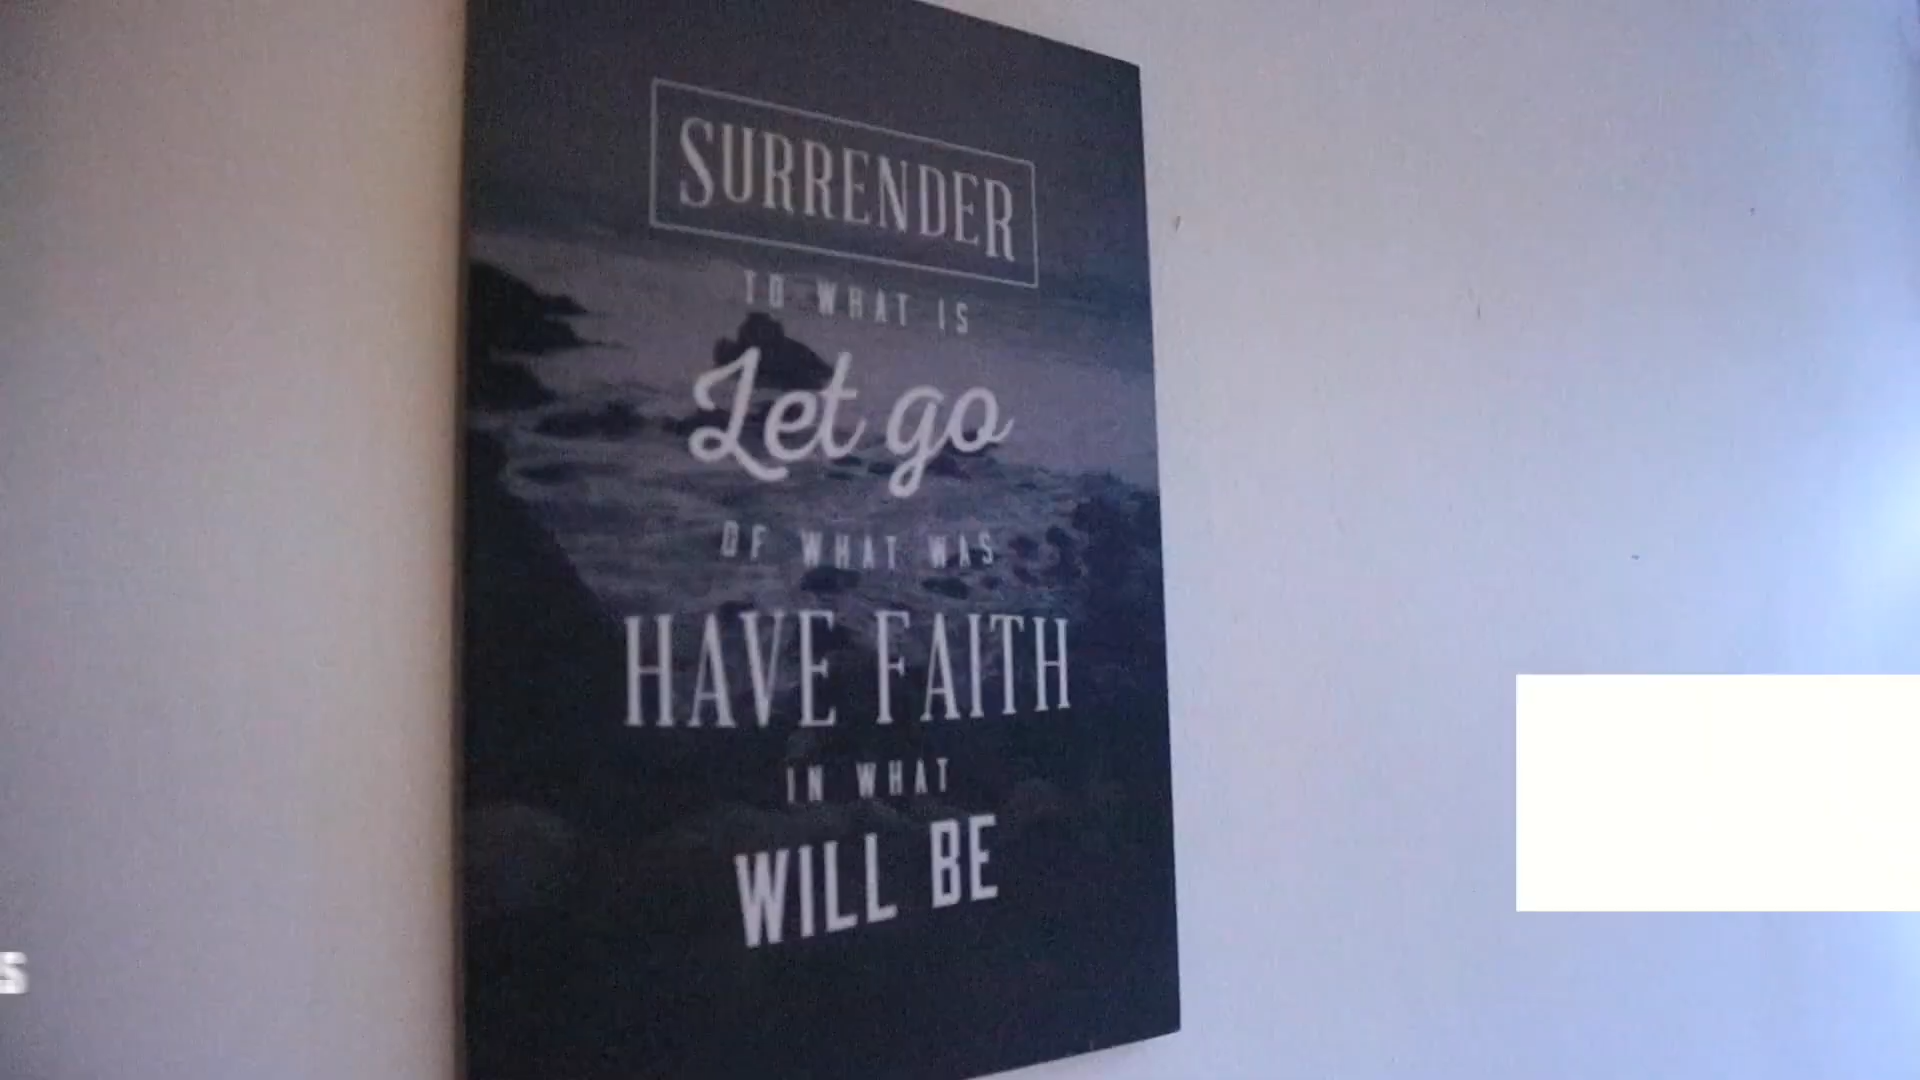 SURRENDER
TO WHAT IS
Let go
OF WHAT WAS
HAVE FAITH
IN WHAT
WILL BE
S